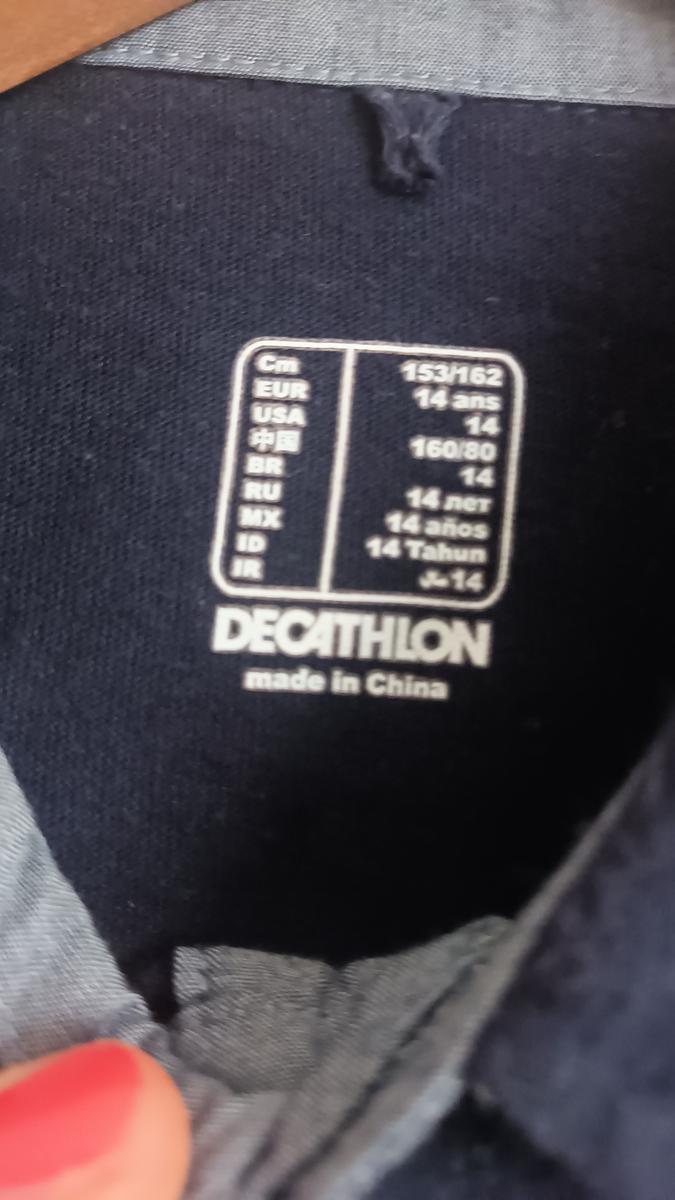 Cm 153/162
EUR 14 ans
USA 14
中国 160/80
BR 14
RU 14 лет
MX 14 años
ID 14 Tahun
IR 14
DECATHLON
made in China